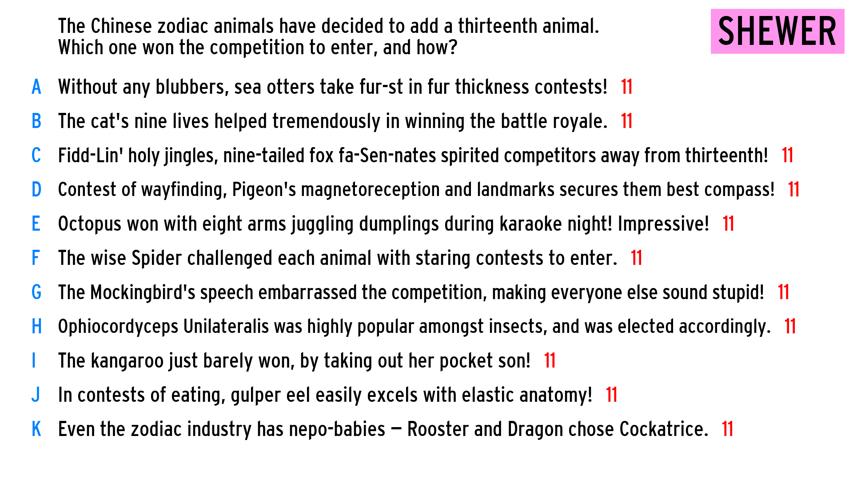 The Chinese zodiac animals have decided to add a thirteenth animal.
Which one won the competition to enter, and how?
SHEWER
A Without any blubbers, sea otters take fur-st in fur thickness contests! 11
B The cat's nine lives helped tremendously in winning the battle royale. 11
C Fidd-Lin' holy jingles, nine-tailed fox fa-Sen-nates spirited competitors away from thirteenth! 11
D Contest of wayfinding, Pigeon's magnetoreception and landmarks secures them best compass! 11
E Octopus won with eight arms juggling dumplings during karaoke night! Impressive! 11
F The wise Spider challenged each animal with staring contests to enter. 11
G The Mockingbird's speech embarrassed the competition, making everyone else sound stupid! 11
H Ophiocordyceps Unilateralis was highly popular amongst insects, and was elected accordingly. 11
I The kangaroo just barely won, by taking out her pocket son! 11
J In contests of eating, gulper eel easily excels with elastic anatomy! 11
K Even the zodiac industry has nepo-babies — Rooster and Dragon chose Cockatrice. 11